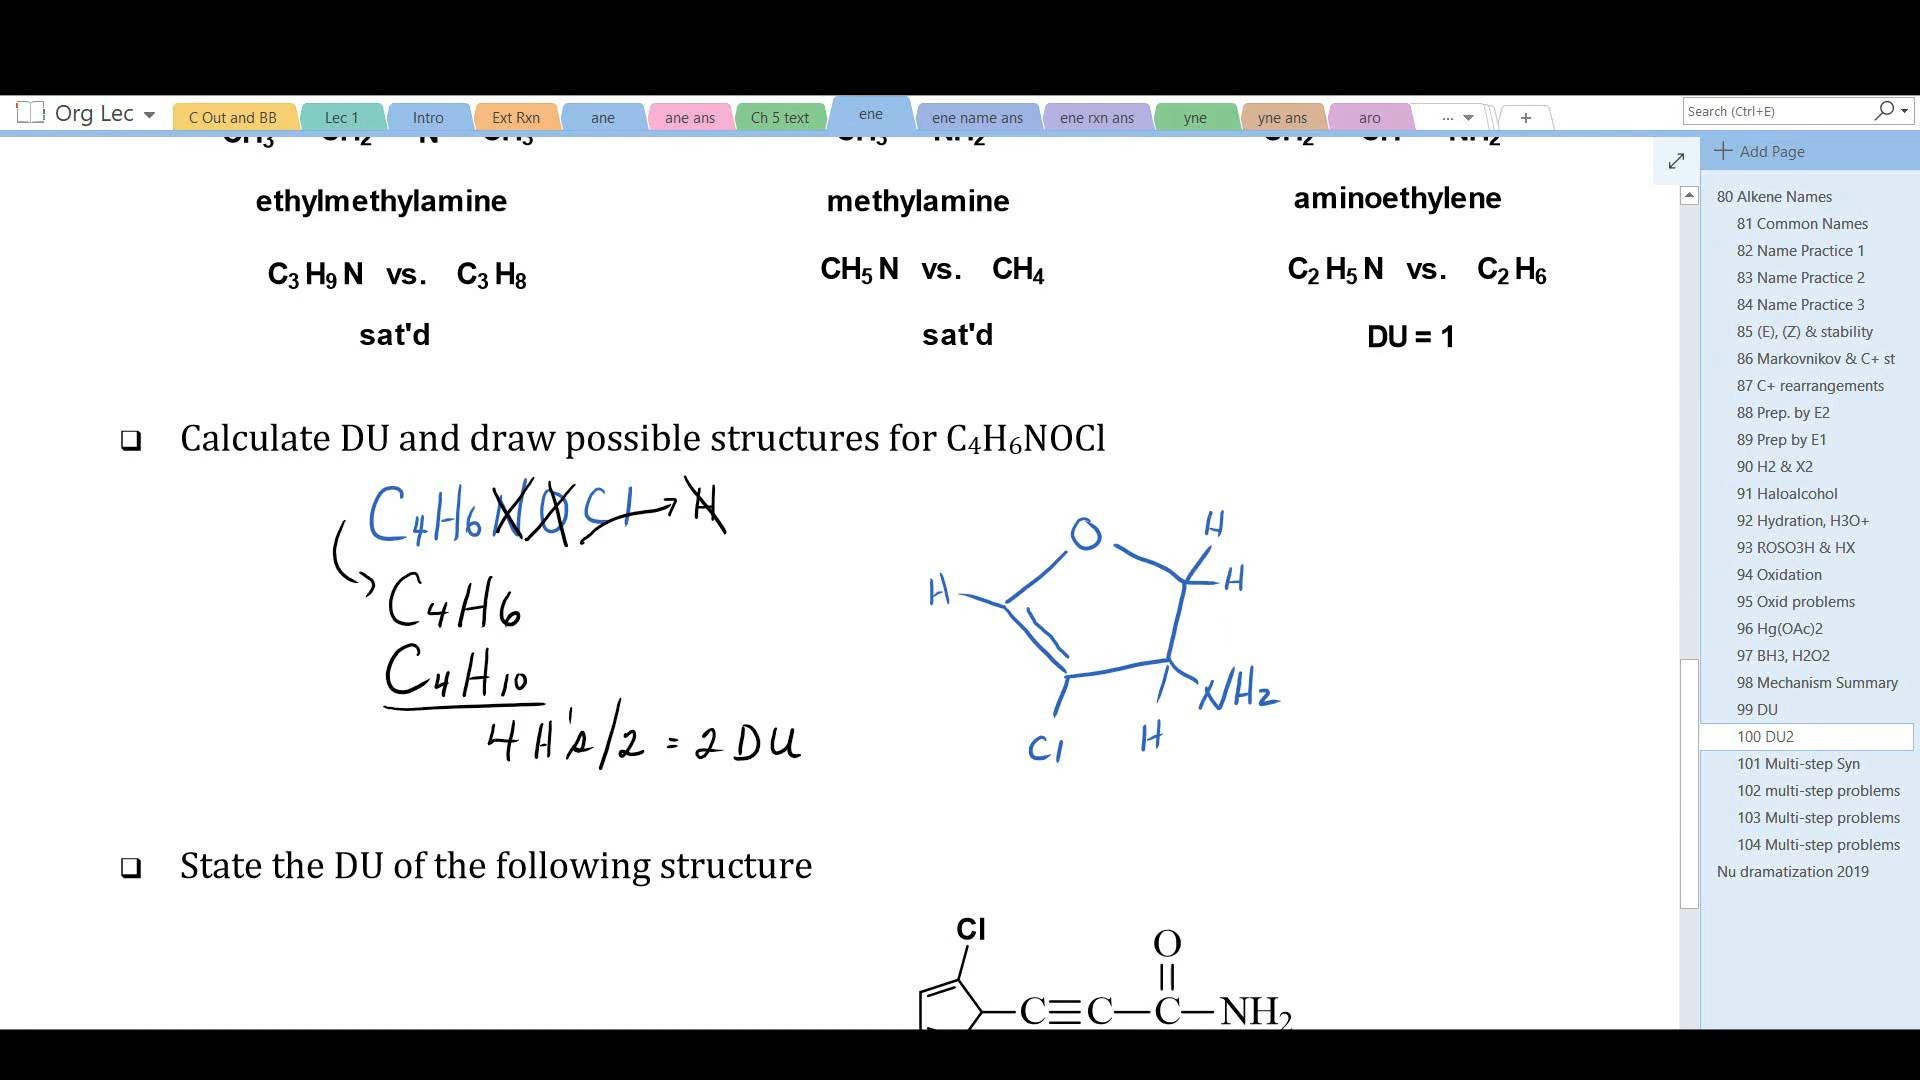 Org Lec
C Out and BB
Lec 1
Intro
Ext Rxn
ane
ane ans
Ch 5 text
ene
ene name ans
ene rxn ans
yne
yne ans
aro
...
+
Search (Ctrl+E)
CH3 CH2 N CH3
CH3 NH2
CH2 CH NH2
ethylmethylamine
methylamine
aminoethylene
C3H9N vs. C3H8
CH5N vs. CH4
C2H5N vs. C2H6
sat'd
sat'd
DU = 1
Calculate DU and draw possible structures for C4H6NOCl
C4H6NOCl → H
C4H6
C4H10
4 H's/2 = 2 DU
O
H
H
H
NH2
Cl
H
State the DU of the following structure
Cl
O
C≡C—C—NH2
Add Page
80 Alkene Names
81 Common Names
82 Name Practice 1
83 Name Practice 2
84 Name Practice 3
85 (E), (Z) & stability
86 Markovnikov & C+ st
87 C+ rearrangements
88 Prep. by E2
89 Prep by E1
90 H2 & X2
91 Haloalcohol
92 Hydration, H3O+
93 ROSO3H & HX
94 Oxidation
95 Oxid problems
96 Hg(OAc)2
97 BH3, H2O2
98 Mechanism Summary
99 DU
100 DU2
101 Multi-step Syn
102 multi-step problems
103 Multi-step problems
104 Multi-step problems
Nu dramatization 2019